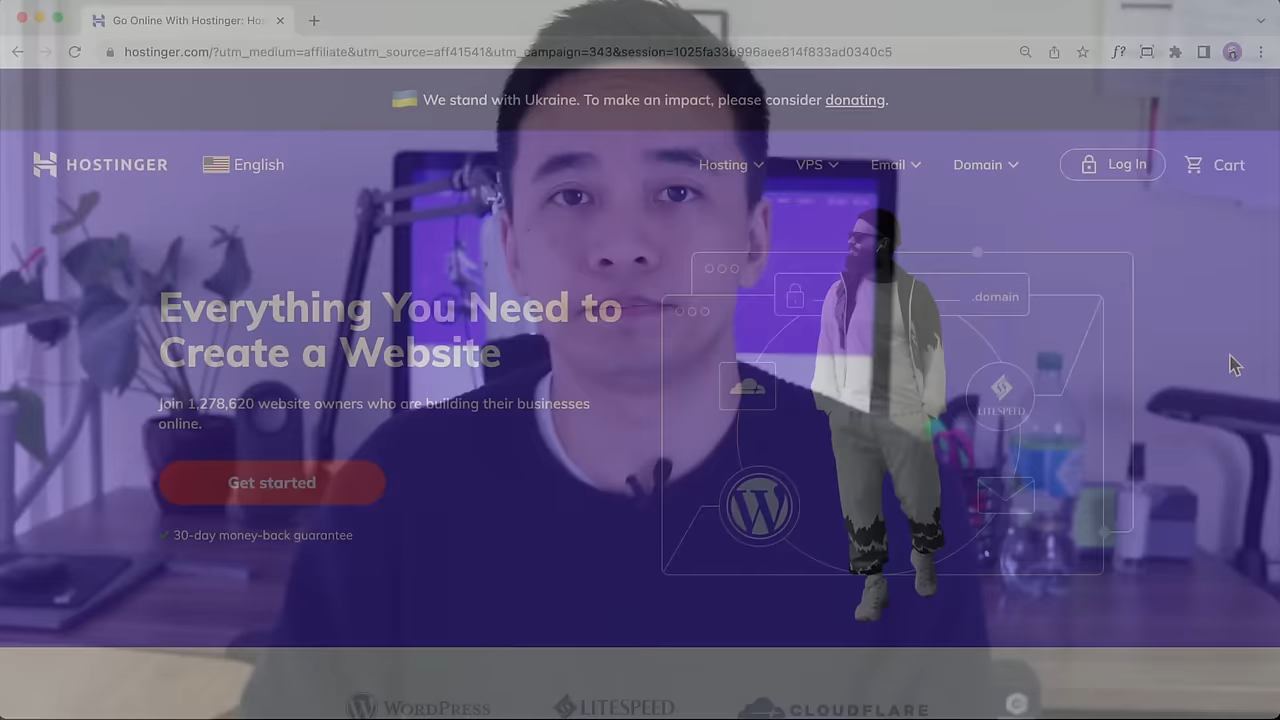 Go Online With Hostinger: Hos
hostinger.com/?utm_medium=affiliate&utm_source=aff41541&utm_campaign=343&session=1025fa33b996aee814f833ad0340c5
We stand with Ukraine. To make an impact, please consider donating.
HOSTINGER English Hosting VPS Email Domain Log In Cart
.domain
Everything You Need to
Create a Website
LITESPEED
Join 1,278,620 website owners who are building their businesses
online.
Get started
30-day money-back guarantee
WORDPRESS LITESPEED CLOUDFLARE